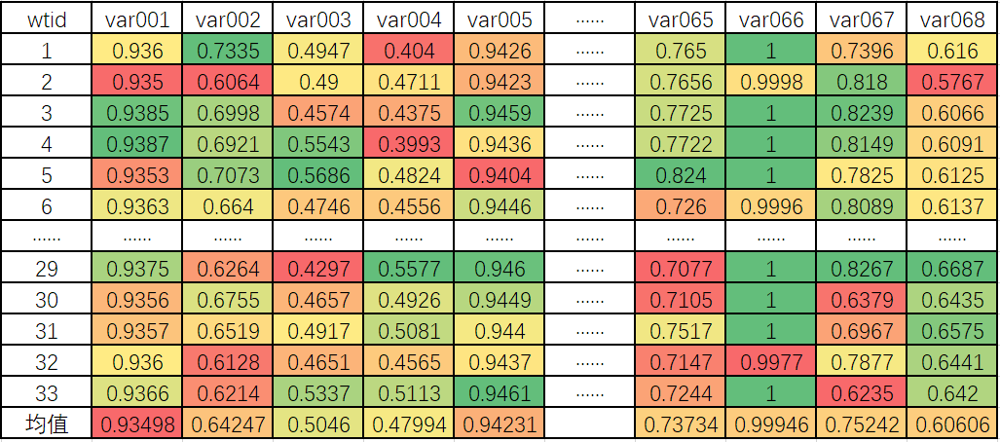 wtid var001 var002 var003 var004 var005 …… var065 var066 var067 var068
1 0.936 0.7335 0.4947 0.404 0.9426 …… 0.765 1 0.7396 0.616
2 0.935 0.6064 0.49 0.4711 0.9423 …… 0.7656 0.9998 0.818 0.5767
3 0.9385 0.6998 0.4574 0.4375 0.9459 …… 0.7725 1 0.8239 0.6066
4 0.9387 0.6921 0.5543 0.3993 0.9436 …… 0.7722 1 0.8149 0.6091
5 0.9353 0.7073 0.5686 0.4824 0.9404 …… 0.824 1 0.7825 0.6125
6 0.9363 0.664 0.4746 0.4556 0.9446 …… 0.726 0.9996 0.8089 0.6137
…… …… …… …… …… …… …… …… …… ……
29 0.9375 0.6264 0.4297 0.5577 0.946 …… 0.7077 1 0.8267 0.6687
30 0.9356 0.6755 0.4657 0.4926 0.9449 …… 0.7105 1 0.6379 0.6435
31 0.9357 0.6519 0.4917 0.5081 0.944 …… 0.7517 1 0.6967 0.6575
32 0.936 0.6128 0.4651 0.4565 0.9437 …… 0.7147 0.9977 0.7877 0.6441
33 0.9366 0.6214 0.5337 0.5113 0.9461 …… 0.7244 1 0.6235 0.642
均值 0.93498 0.64247 0.5046 0.47994 0.94231 0.73734 0.99946 0.75242 0.60606